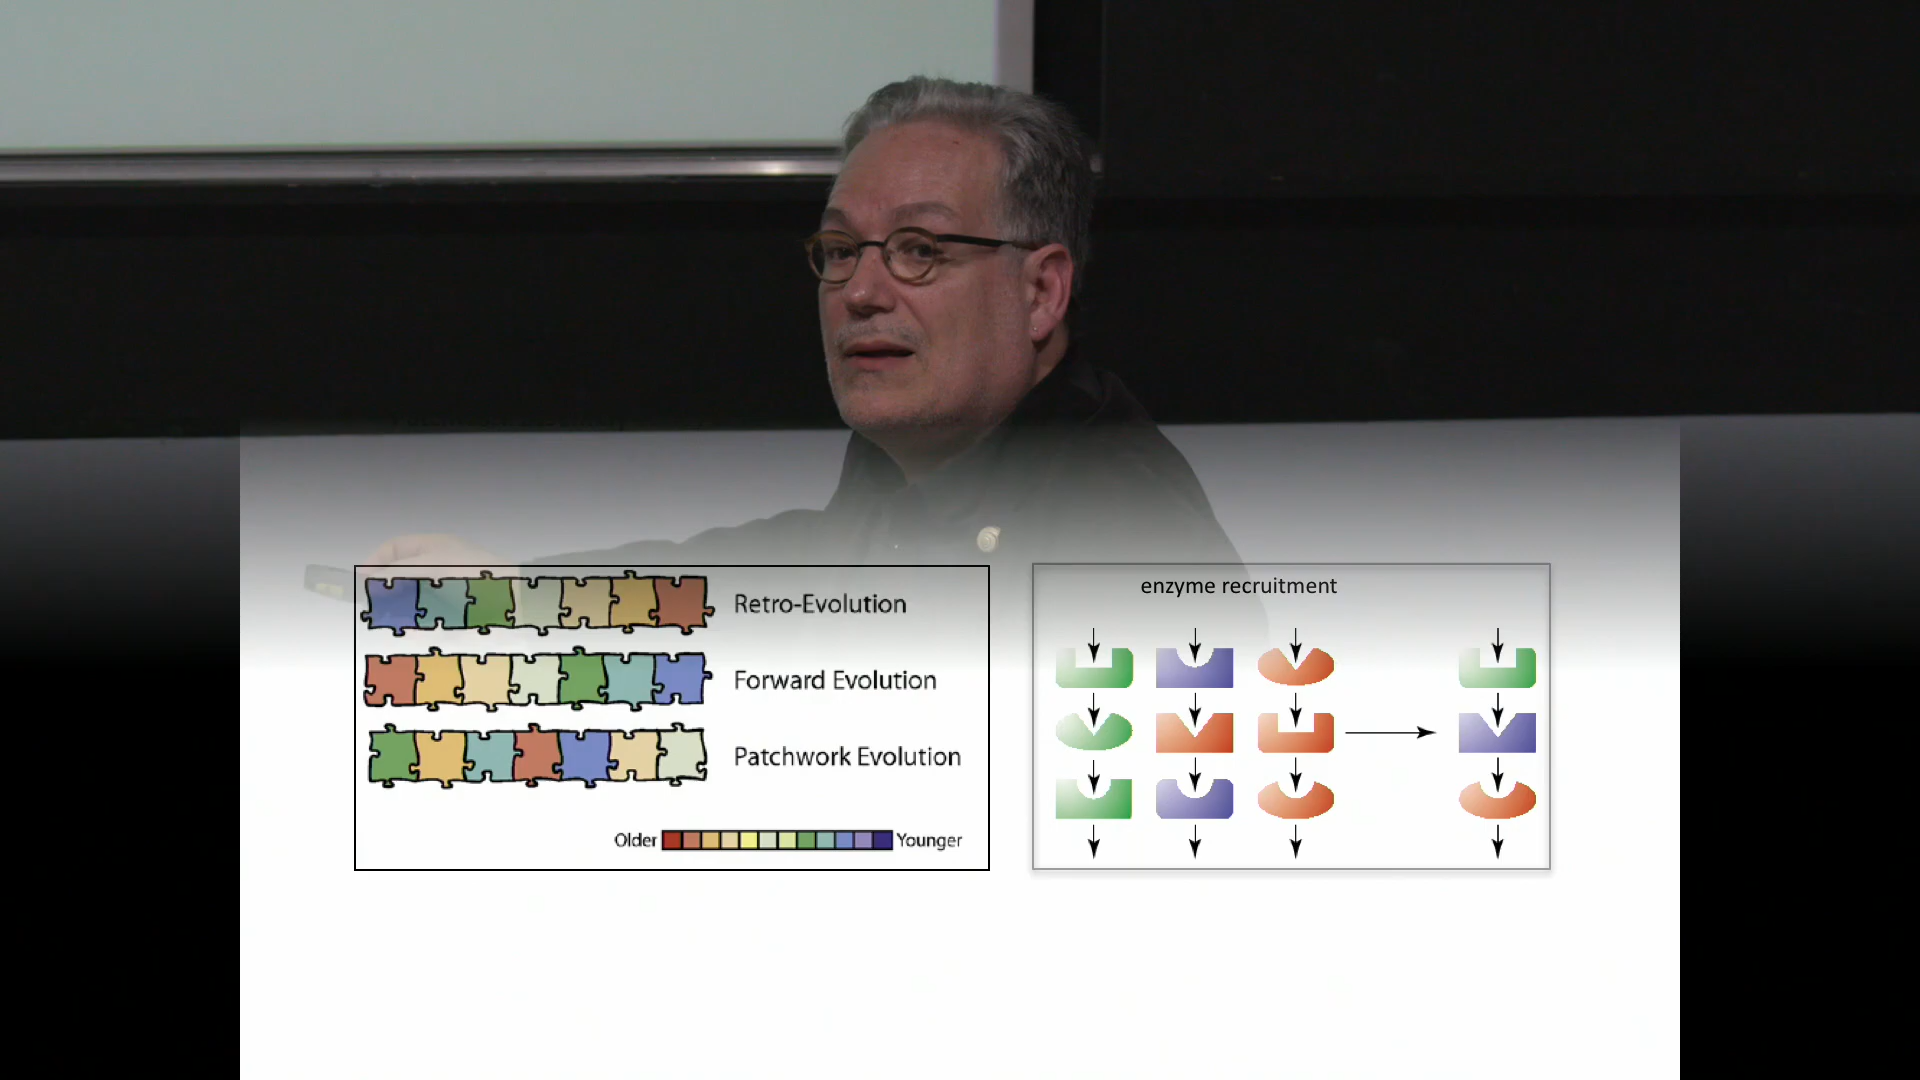 Retro-Evolution
Forward Evolution
Patchwork Evolution
Older
Younger
enzyme recruitment